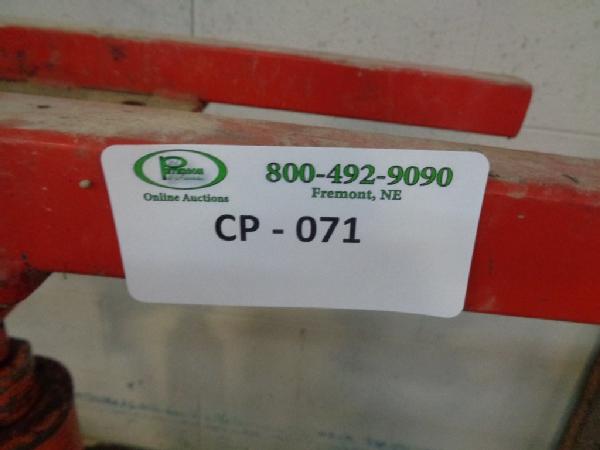 800-492-9090
Online Auctions
Fremont, NE
CP - 071